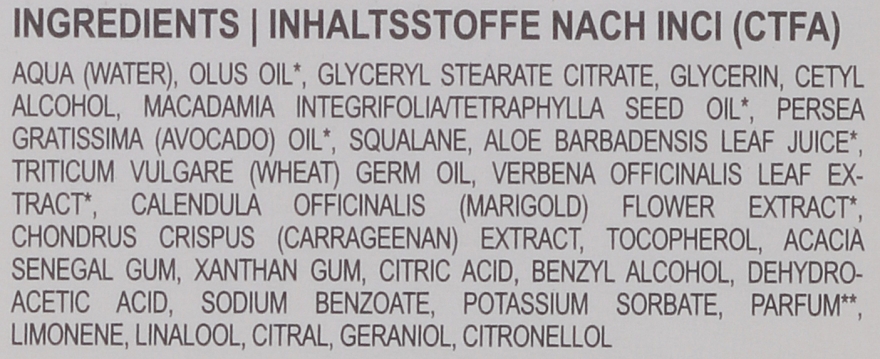 INGREDIENTS | INHALTSSTOFFE NACH INCI (CTFA)
AQUA (WATER), OLUS OIL*, GLYCERYL STEARATE CITRATE, GLYCERIN, CETYL
ALCOHOL, MACADAMIA INTEGRIFOLIA/TETRAPHYLLA SEED OIL*, PERSEA
GRATISSIMA (AVOCADO) OIL*, SQUALANE, ALOE BARBADENSIS LEAF JUICE*,
TRITICUM VULGARE (WHEAT) GERM OIL, VERBENA OFFICINALIS LEAF EX-
TRACT*, CALENDULA OFFICINALIS (MARIGOLD) FLOWER EXTRACT*,
CHONDRUS CRISPUS (CARRAGEENAN) EXTRACT, TOCOPHEROL, ACACIA
SENEGAL GUM, XANTHAN GUM, CITRIC ACID, BENZYL ALCOHOL, DEHYDRO-
ACETIC ACID, SODIUM BENZOATE, POTASSIUM SORBATE, PARFUM**,
LIMONENE, LINALOOL, CITRAL, GERANIOL, CITRONELLOL